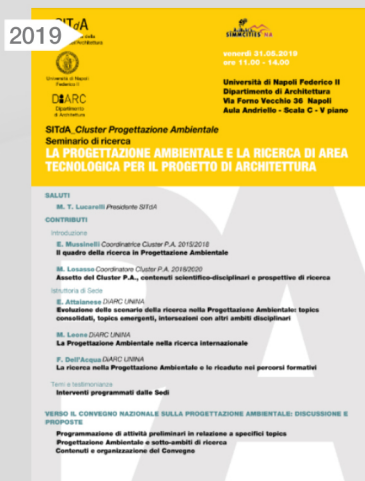 2019
SITdA
Architettura
Università di Napoli
Federico II
DiARC
Dipartimento
di Architettura
SIMMCITIES_NA
venerdì 31.05.2019
ore 11.00 - 14.00
Università di Napoli Federico II
Dipartimento di Architettura
Via Forno Vecchio 36 Napoli
Aula Andriello - Scala C - V piano
SITdA_Cluster Progettazione Ambientale
Seminario di ricerca
LA PROGETTAZIONE AMBIENTALE E LA RICERCA DI AREA
TECNOLOGICA PER IL PROGETTO DI ARCHITETTURA
SALUTI
M. T. Lucarelli Presidente SITdA
CONTRIBUTI
Introduzione
E. Mussinelli Coordinatrice Cluster P.A. 2015/2018
Il quadro della ricerca in Progettazione Ambientale
M. Losasso Coordinatore Cluster P.A. 2018/2020
Assetto del Cluster P.A., contenuti scientifico-disciplinari e prospettive di ricerca
Istruttoria di Sede
E. Attaianese DiARC UNINA
Evoluzione dello scenario della ricerca nella Progettazione Ambientale: topics
consolidati, topics emergenti, intersezioni con altri ambiti disciplinari
M. Leone DiARC UNINA
La Progettazione Ambientale nella ricerca internazionale
F. Dell'Acqua DiARC UNINA
La ricerca nella Progettazione Ambientale e le ricadute nei percorsi formativi
Temi e testimonianze
Interventi programmati dalle Sedi
VERSO IL CONVEGNO NAZIONALE SULLA PROGETTAZIONE AMBIENTALE: DISCUSSIONE E
PROPOSTE
Programmazione di attività preliminari in relazione a specifici topics
Progettazione Ambientale e sotto-ambiti di ricerca
Contenuti e organizzazione del Convegno